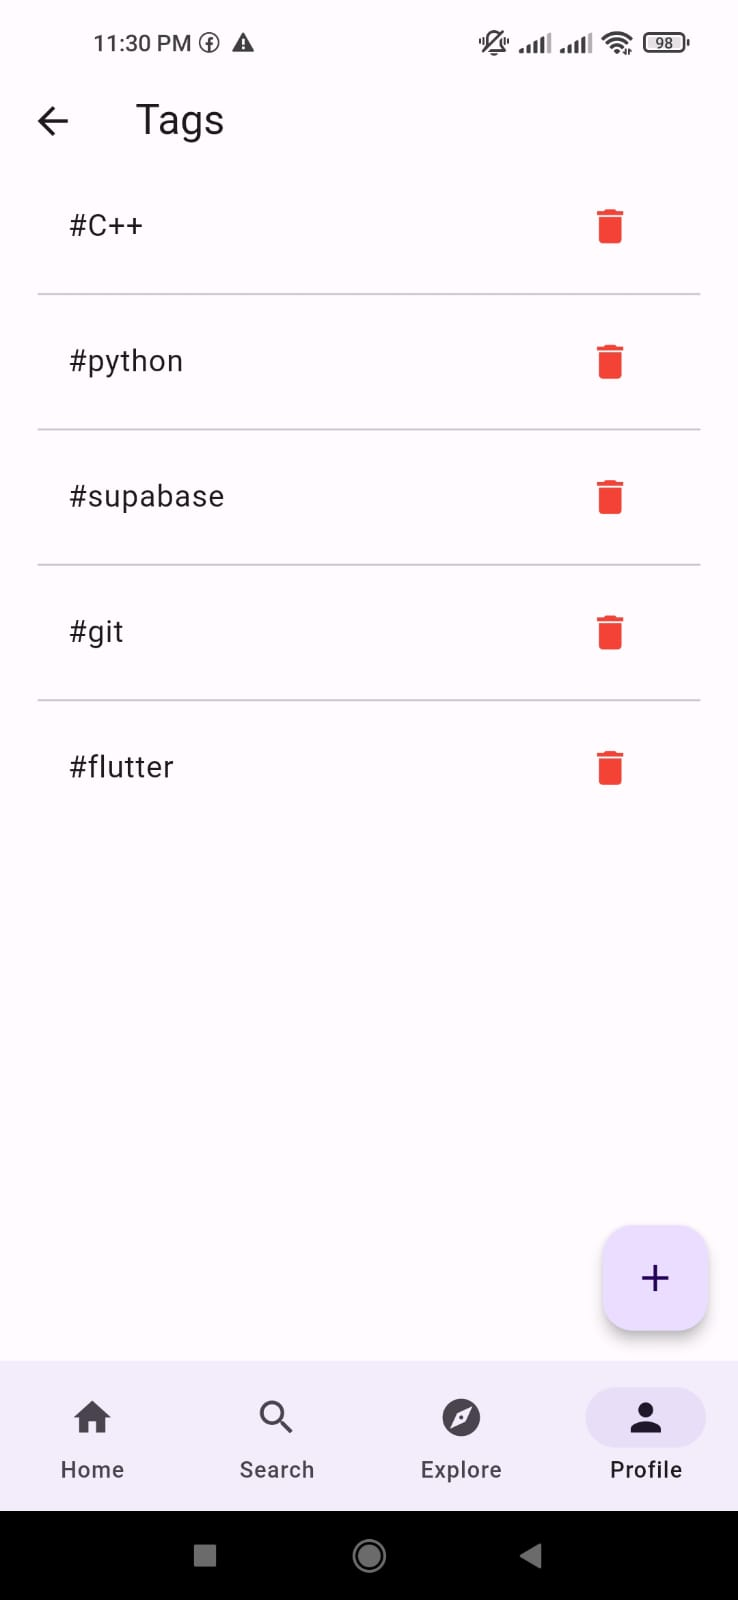 11:30 PM
98
Tags
#C++
#python
#supabase
#git
#flutter
Home
Search
Explore
Profile